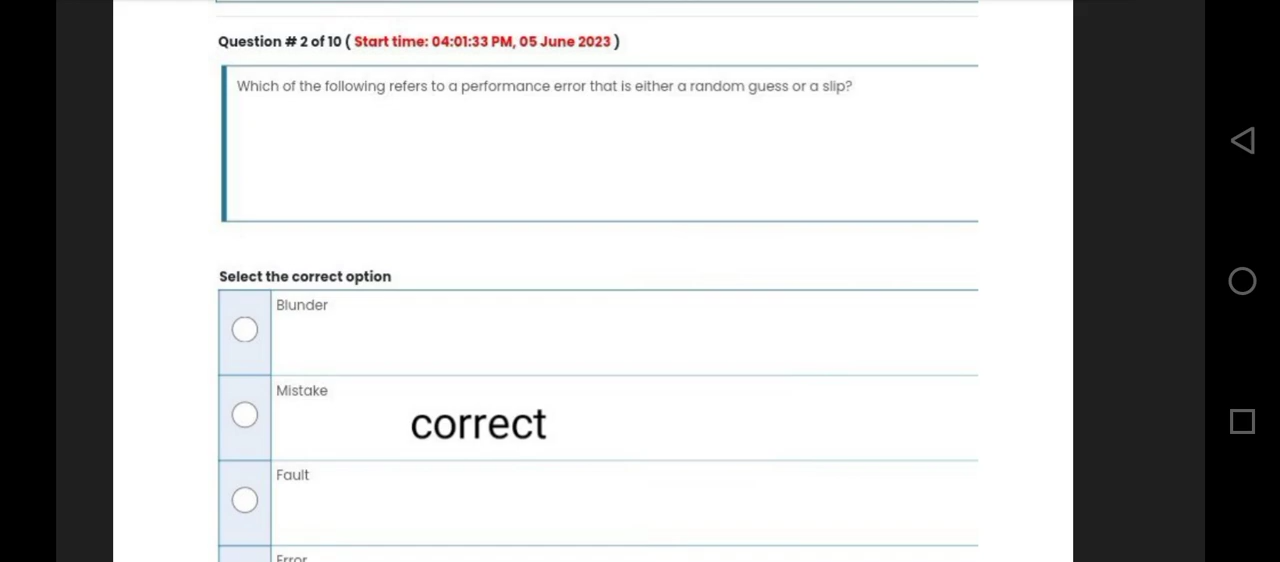 Question # 2 of 10 ( Start time: 04:01:33 PM, 05 June 2023 )
Which of the following refers to a performance error that is either a random guess or a slip?
Select the correct option
Blunder
Mistake
correct
Fault
Error